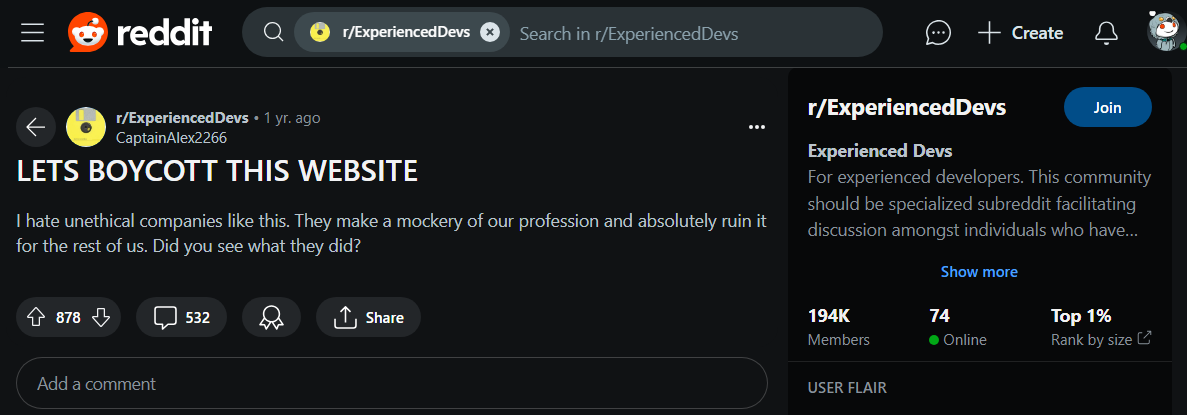 reddit
r/ExperiencedDevs
Search in r/ExperiencedDevs
Create
r/ExperiencedDevs • 1 yr. ago
CaptainAlex2266
LETS BOYCOTT THIS WEBSITE
I hate unethical companies like this. They make a mockery of our profession and absolutely ruin it
for the rest of us. Did you see what they did?
878
532
Share
Add a comment
r/ExperiencedDevs
Join
Experienced Devs
For experienced developers. This community
should be specialized subreddit facilitating
discussion amongst individuals who have...
Show more
194K
74
Top 1%
Members
Online
Rank by size
USER FLAIR